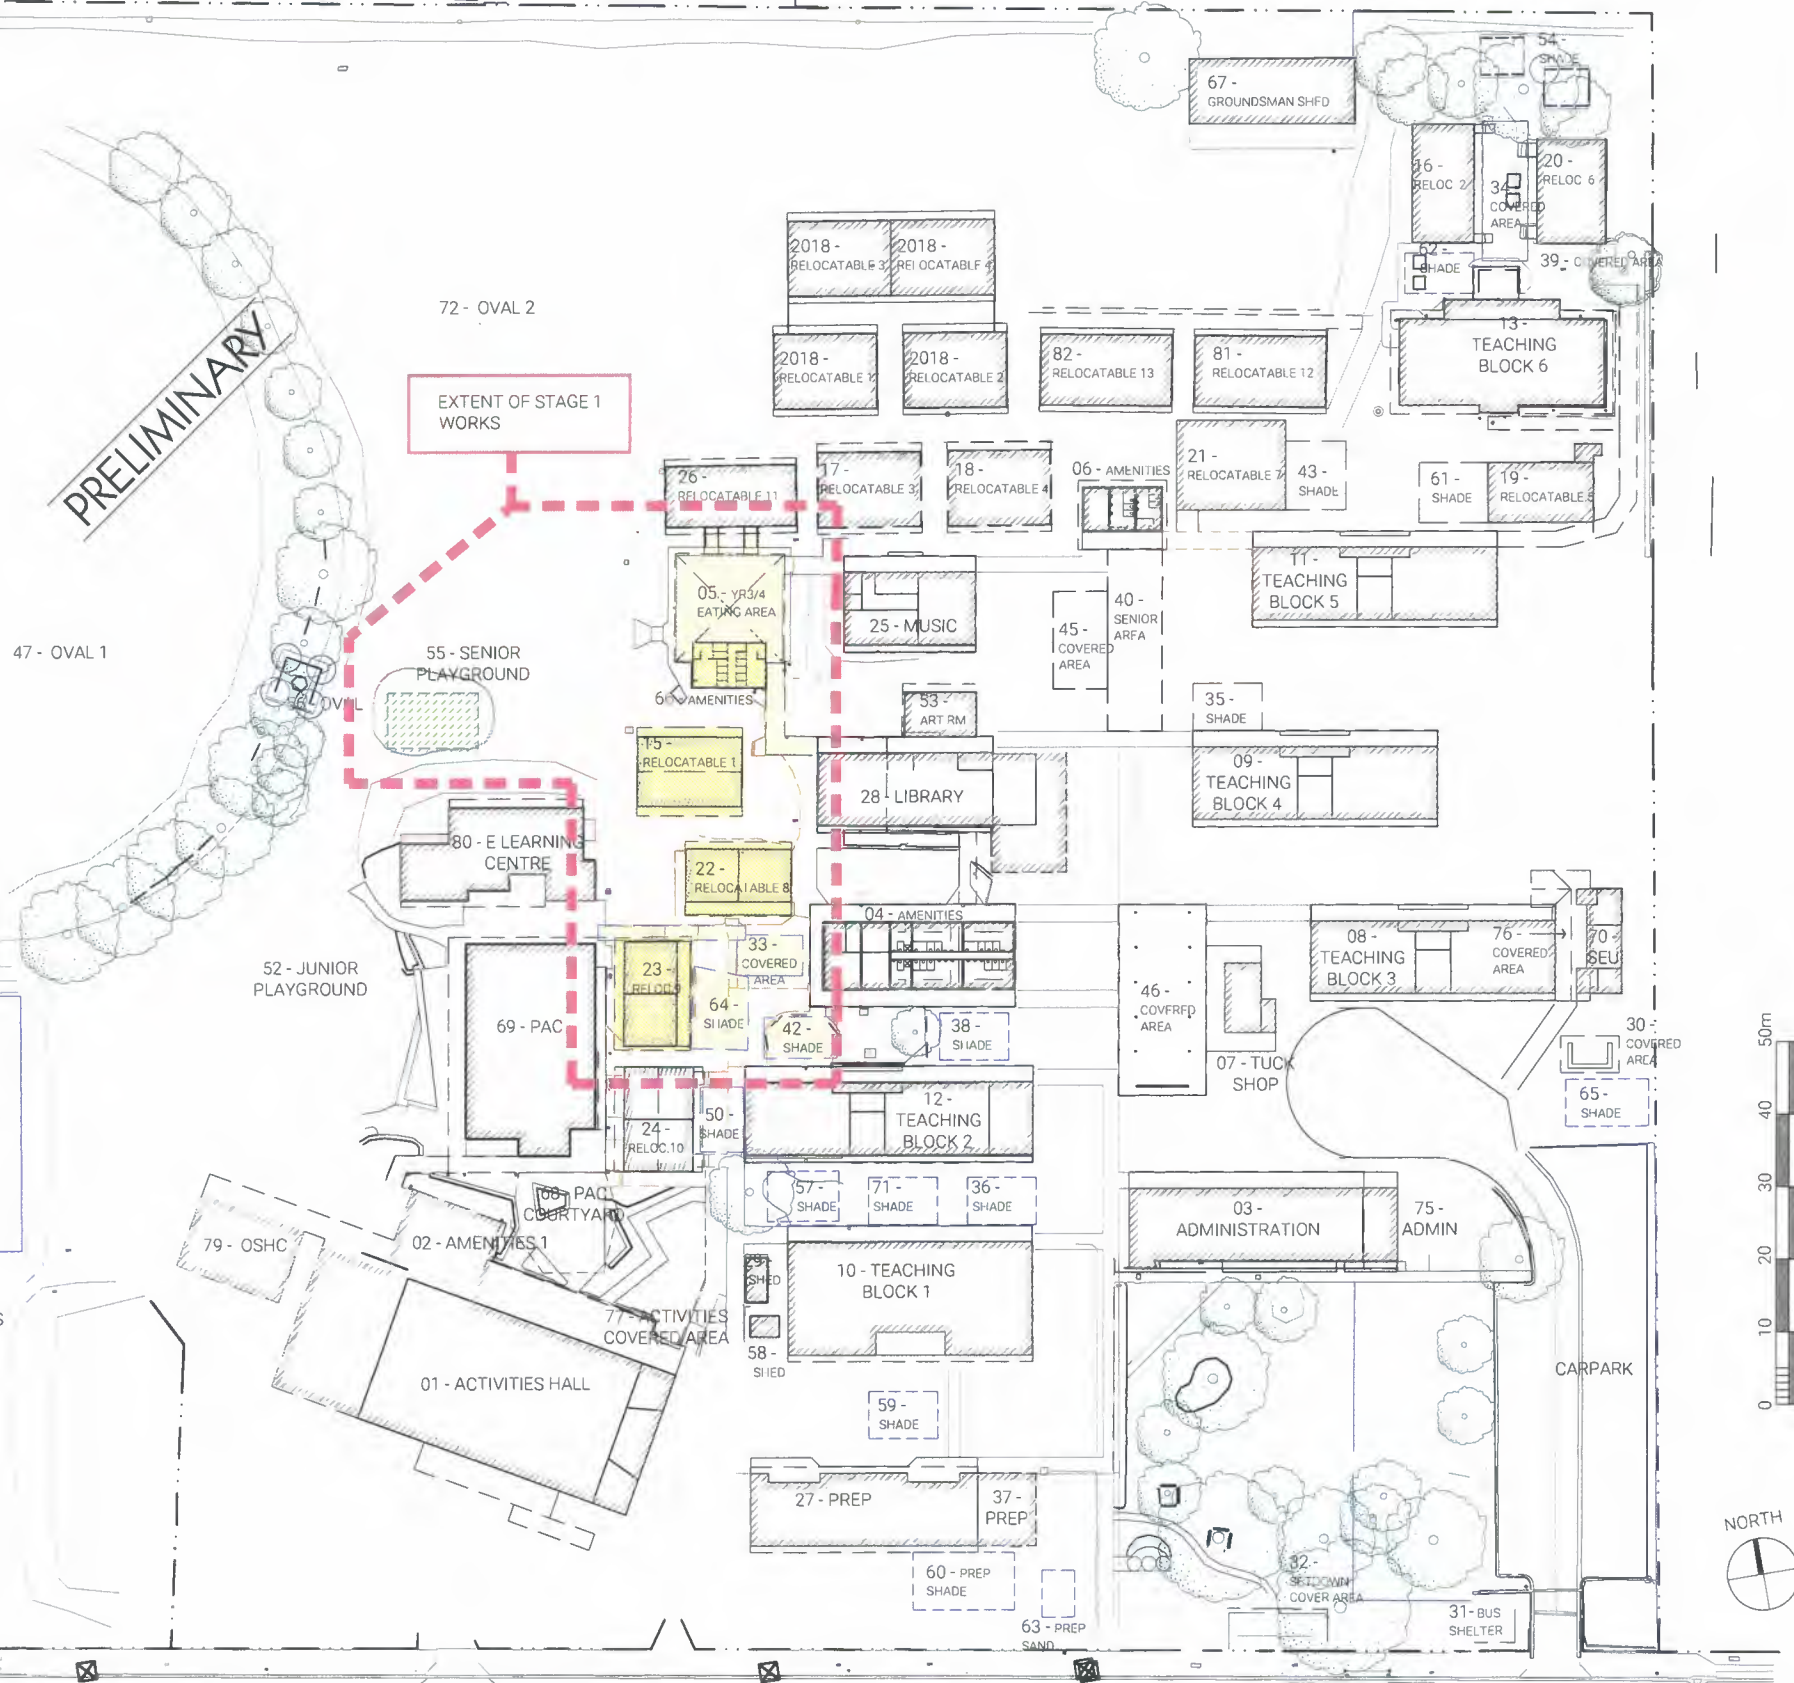 54 -
SHADE
67 -
GROUNDSMAN SHED
16 -
RELOC 2
20 -
RELOC 6
34
COVERED
AREA
62 -
SHADE
39 - COVERED AREA
2018 -
RELOCATABLE 3
2018 -
RELOCATABLE 4
72 - OVAL 2
PRELIMINARY
13 -
TEACHING
BLOCK 6
2018 -
RELOCATABLE 1
2018 -
RELOCATABLE 2
82 -
RELOCATABLE 13
81 -
RELOCATABLE 12
EXTENT OF STAGE 1
WORKS
26 -
RELOCATABLE 11
17 -
RELOCATABLE 3
18 -
RELOCATABLE 4
06 - AMENITIES
21 -
RELOCATABLE 7
43 -
SHADE
61 -
SHADE
19 -
RELOCATABLE 5
11 -
TEACHING
BLOCK 5
05 - YR3/4
EATING AREA
25 - MUSIC
40 -
SENIOR
AREA
45 -
COVERED
AREA
47 - OVAL 1
55 - SENIOR
PLAYGROUND
OVAL
66 - AMENITIES
53 -
ART RM
35 -
SHADE
15 -
RELOCATABLE 1
28 - LIBRARY
09 -
TEACHING
BLOCK 4
80 - E LEARNING
CENTRE
22 -
RELOCATABLE 8
04 - AMENITIES
33 -
COVERED
AREA
08 -
TEACHING
BLOCK 3
76 -
COVERED
AREA
70 -
SEU
52 - JUNIOR
PLAYGROUND
23 -
RELOC.9
64 -
SHADE
46 -
COVERED
AREA
69 - PAC
42 -
SHADE
38 -
SHADE
30 -
COVERED
AREA
07 - TUCK
SHOP
65 -
SHADE
12 -
TEACHING
BLOCK 2
50 -
SHADE
24 -
RELOC.10
57 -
SHADE
71 -
SHADE
36 -
SHADE
68 - PAC
COURTYARD
03 -
ADMINISTRATION
75 -
ADMIN
79 - OSHC
02 - AMENITIES 1
29 -
SHED
10 - TEACHING
BLOCK 1
77 - ACTIVITIES
COVERED AREA
58 -
SHED
01 - ACTIVITIES HALL
CARPARK
59 -
SHADE
27 - PREP
37 -
PREP
60 - PREP
SHADE
63 - PREP
SAND
32 -
SETDOWN
COVER AREA
31 - BUS
SHELTER
50m
40
30
20
10
0
NORTH